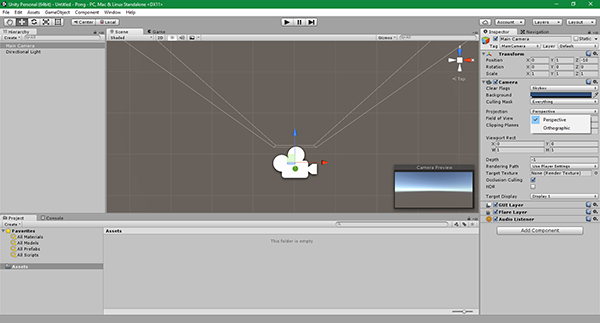 Unity Personal (64bit) - Untitled - Pong - PC, Mac & Linux Standalone <DX11>
File Edit Assets GameObject Component Window Help
Center Local Account Layers Layout
Hierarchy
Create All
Main Camera
Directional Light
Scene Game
Shaded 2D Gizmos All
Top
Camera Preview
Project Console
Create
Favorites
All Materials
All Models
All Prefabs
All Scripts
Assets
Assets
This folder is empty
Inspector Navigation
Main Camera Static
Tag MainCamera Layer Default
Transform
Position X 0 Y 1 Z -10
Rotation X 0 Y 0 Z 0
Scale X 1 Y 1 Z 1
Camera
Clear Flags Skybox
Background
Culling Mask Everything
Projection Perspective
Field of View Perspective
Clipping Planes Orthographic
Viewport Rect
X 0 Y 0
W 1 H 1
Depth -1
Rendering Path Use Player Settings
Target Texture None (Render Texture)
Occlusion Culling
HDR
Target Display Display 1
GUI Layer
Flare Layer
Audio Listener
Add Component